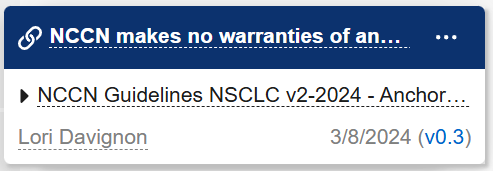 NCCN makes no warranties of an...
NCCN Guidelines NSCLC v2-2024 - Anchor...
Lori Davignon 3/8/2024 (v0.3)